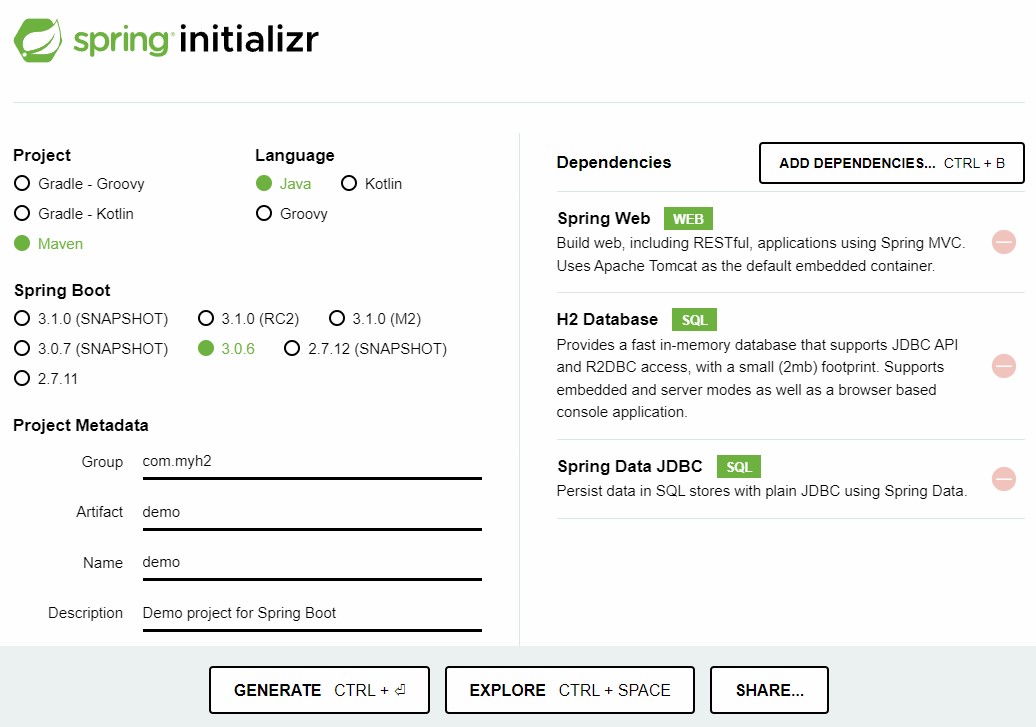 spring initializr
Project
Gradle - Groovy
Gradle - Kotlin
Maven
Language
Java Kotlin
Groovy
Spring Boot
3.1.0 (SNAPSHOT) 3.1.0 (RC2) 3.1.0 (M2)
3.0.7 (SNAPSHOT) 3.0.6 2.7.12 (SNAPSHOT)
2.7.11
Project Metadata
Group com.myh2
Artifact demo
Name demo
Description Demo project for Spring Boot
Dependencies
ADD DEPENDENCIES... CTRL + B
Spring Web WEB
Build web, including RESTful, applications using Spring MVC.
Uses Apache Tomcat as the default embedded container.
H2 Database SQL
Provides a fast in-memory database that supports JDBC API
and R2DBC access, with a small (2mb) footprint. Supports
embedded and server modes as well as a browser based
console application.
Spring Data JDBC SQL
Persist data in SQL stores with plain JDBC using Spring Data.
GENERATE CTRL + ⏎
EXPLORE CTRL + SPACE
SHARE...